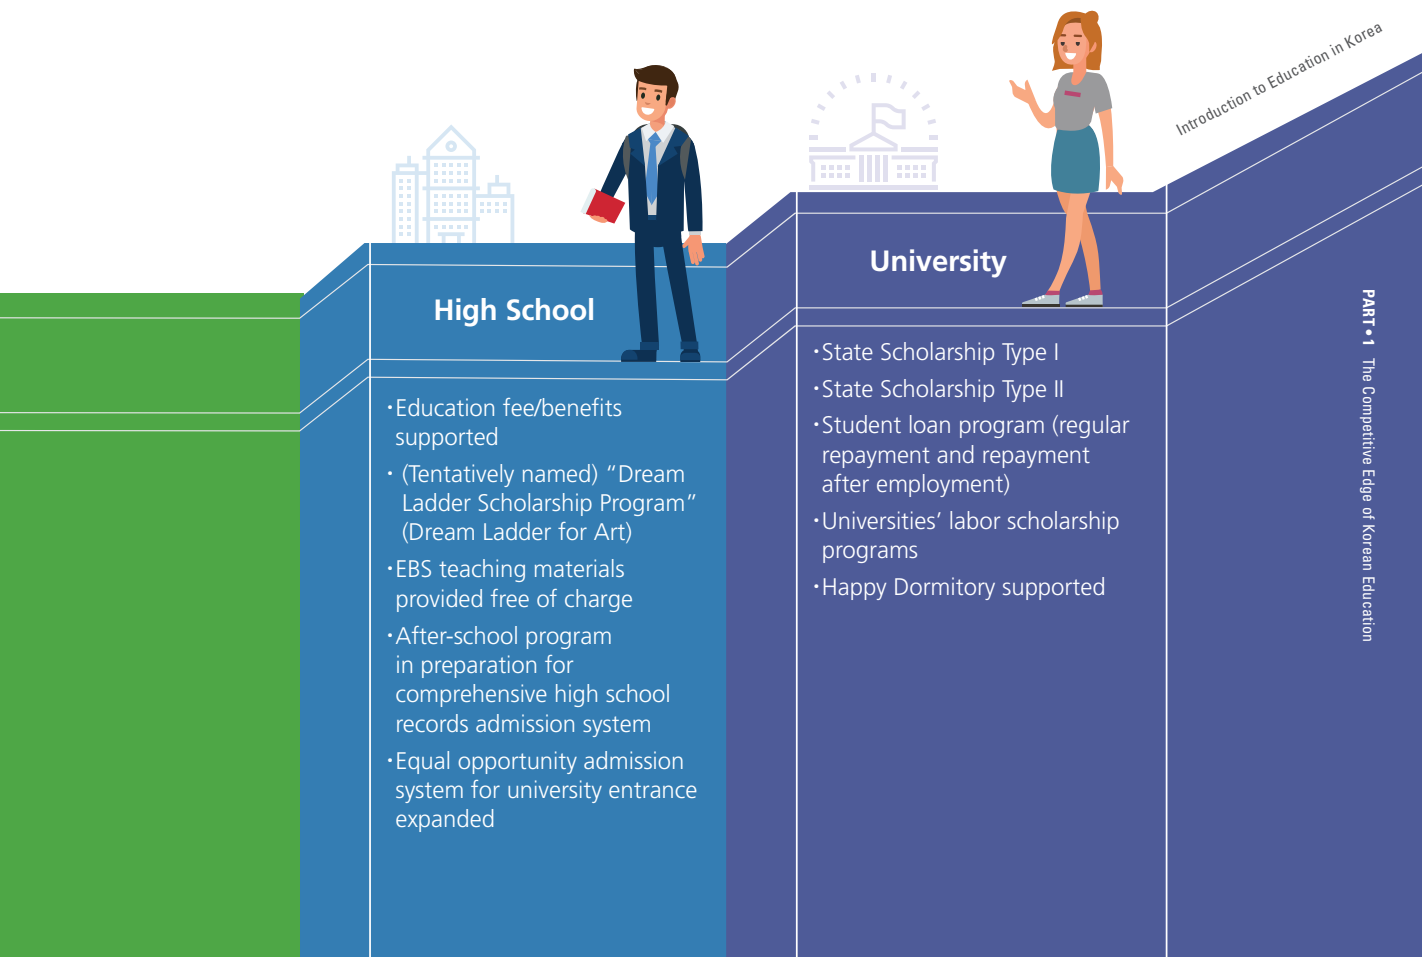 Introduction to Education in Korea
High School
·Education fee/benefits
supported
· (Tentatively named) “Dream
Ladder Scholarship Program”
(Dream Ladder for Art)
·EBS teaching materials
provided free of charge
·After-school program
in preparation for
comprehensive high school
records admission system
·Equal opportunity admission
system for university entrance
expanded
University
·State Scholarship Type I
·State Scholarship Type II
·Student loan program (regular
repayment and repayment
after employment)
·Universities’ labor scholarship
programs
·Happy Dormitory supported
PART•1 The Competitive Edge of Korean Education